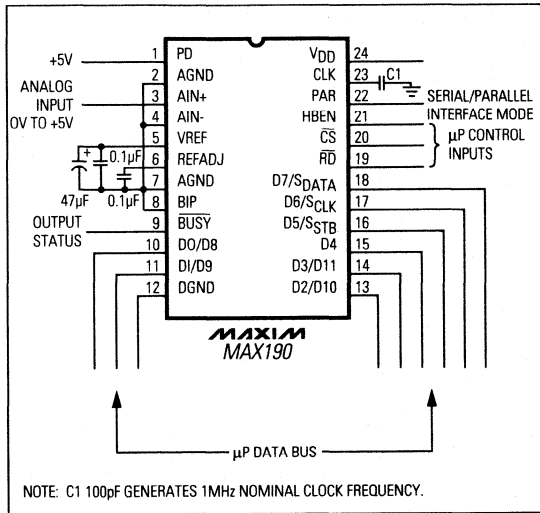 +5V
ANALOG
INPUT
0V TO +5V
47µF
0.1µF
0.1µF
OUTPUT
STATUS
1 PD
2 AGND
3 AIN+
4 AIN-
5 VREF
6 REFADJ
7 AGND
8 BIP
9 BUSY
10 DO/D8
11 DI/D9
12 DGND
VDD 24
CLK 23
PAR 22
HBEN 21
CS 20
RD 19
D7/SDATA 18
D6/SCLK 17
D5/SSTB 16
D4 15
D3/D11 14
D2/D10 13
C1
SERIAL/PARALLEL
INTERFACE MODE
µP CONTROL
INPUTS
+
MAXIM
MAX190
µP DATA BUS
NOTE: C1 100pF GENERATES 1MHz NOMINAL CLOCK FREQUENCY.